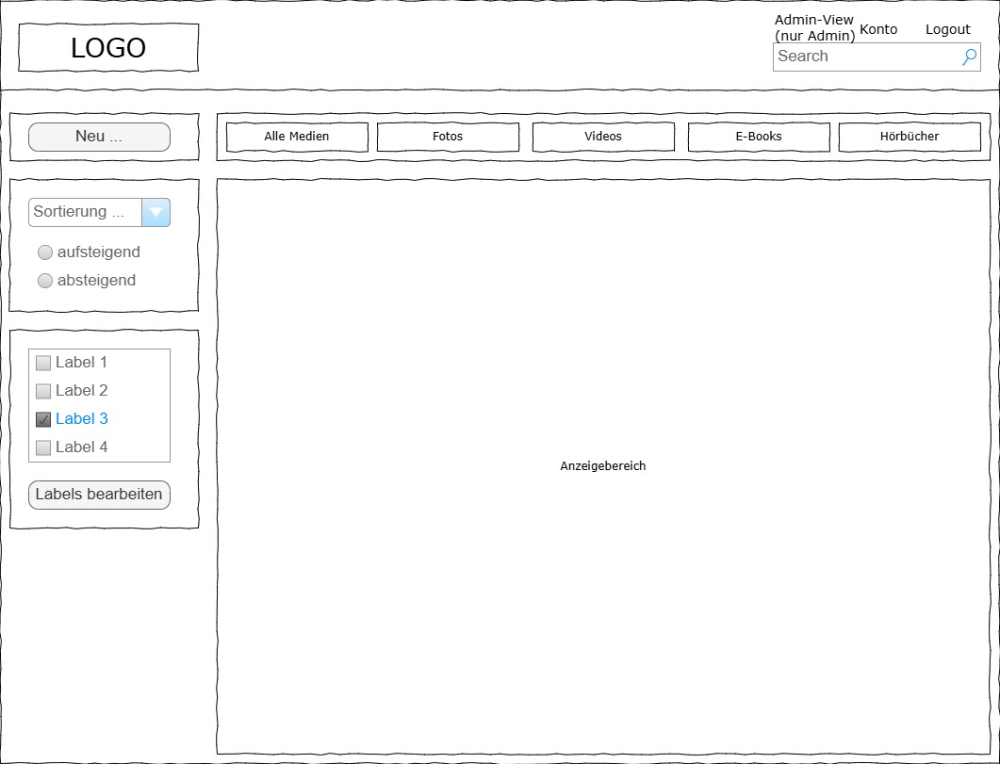 LOGO
Admin-View
(nur Admin)
Konto
Logout
Search
Neu ...
Alle Medien
Fotos
Videos
E-Books
Hörbücher
Sortierung ...
aufsteigend
absteigend
Label 1
Label 2
Label 3
Label 4
Labels bearbeiten
Anzeigebereich